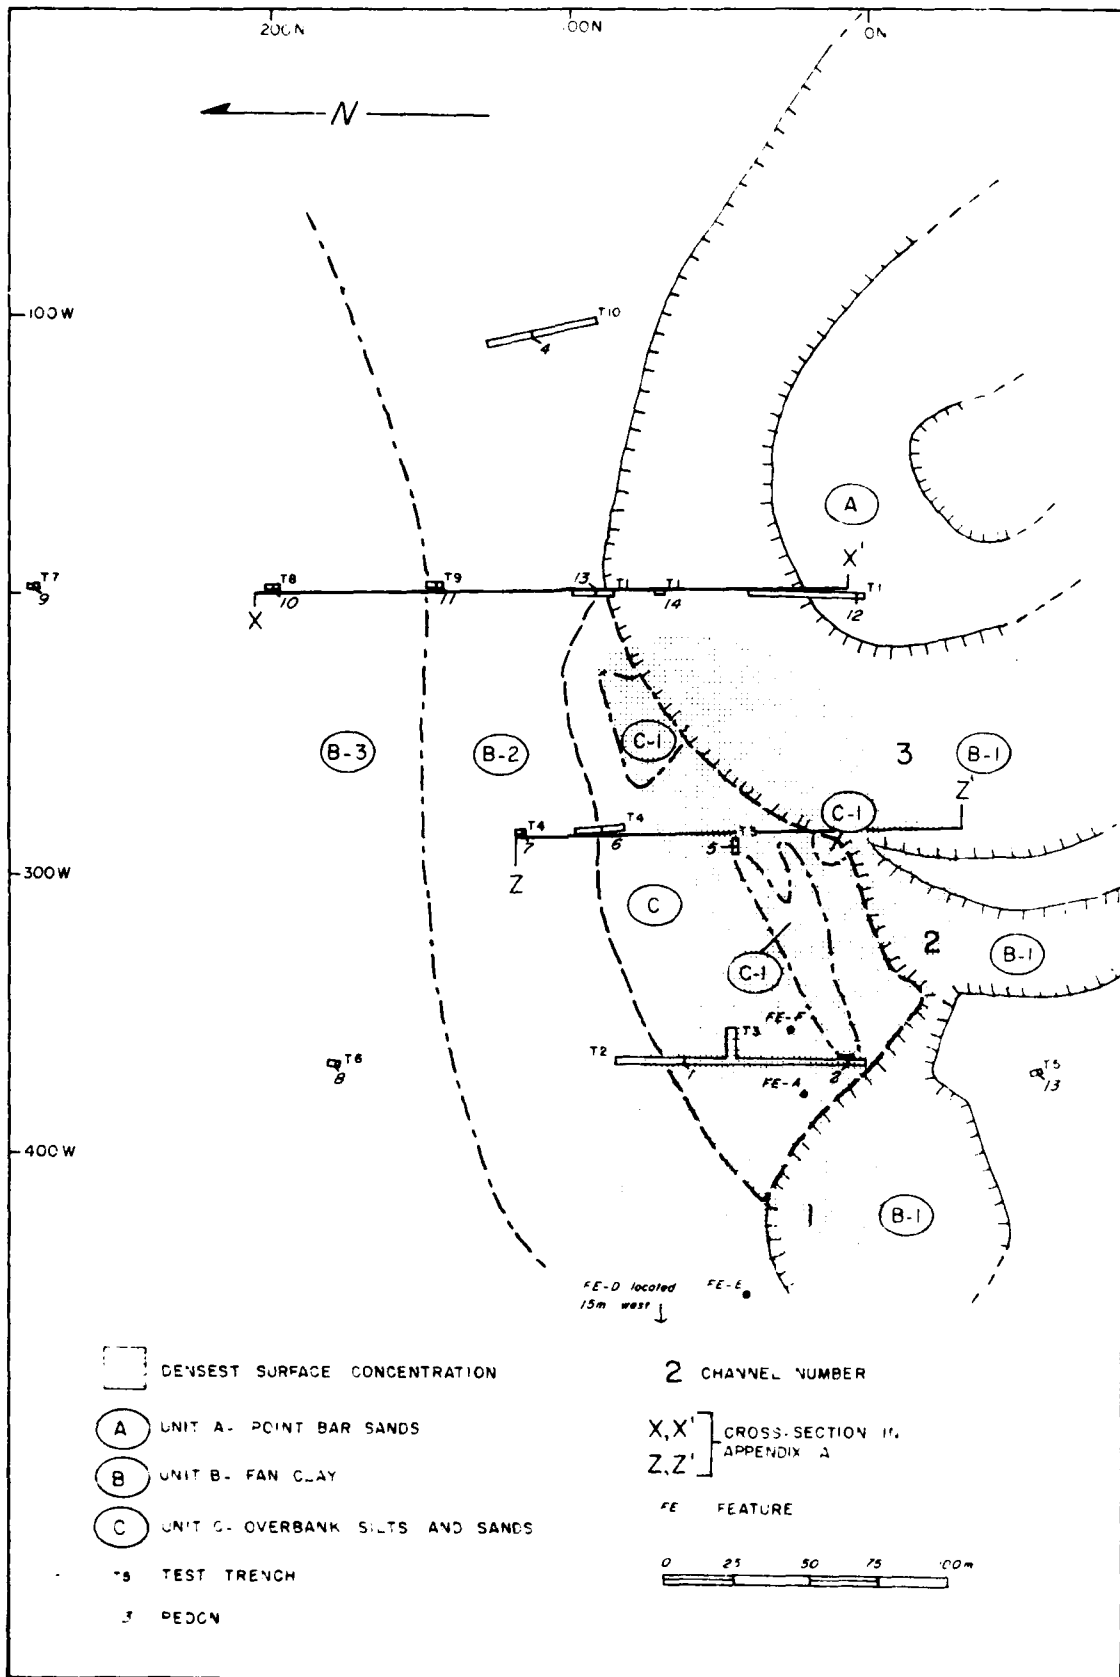 200N
00N
0N
N
100W
T10
4
A
X'
T7
9
T8
10
T9
11
13
T1
T1
14
T1
12
X
C-1
B-3
B-2
3
B-1
Z'
C-1
T4
7
T4
6
T3
5
Z
300W
C
2
B-1
C-1
FE-F
T3
T2
1
2
T6
8
FE-A
T5
13
400W
1
B-1
FE-D located
15m west
FE-E
DENSEST SURFACE CONCENTRATION
A UNIT A- POINT BAR SANDS
B UNIT B- FAN CLAY
C UNIT C- OVERBANK SILTS AND SANDS
T5 TEST TRENCH
3 PEDON
2 CHANNEL NUMBER
X,X'
Z,Z'
CROSS-SECTION IN
APPENDIX A
FE FEATURE
0 25 50 75 100m